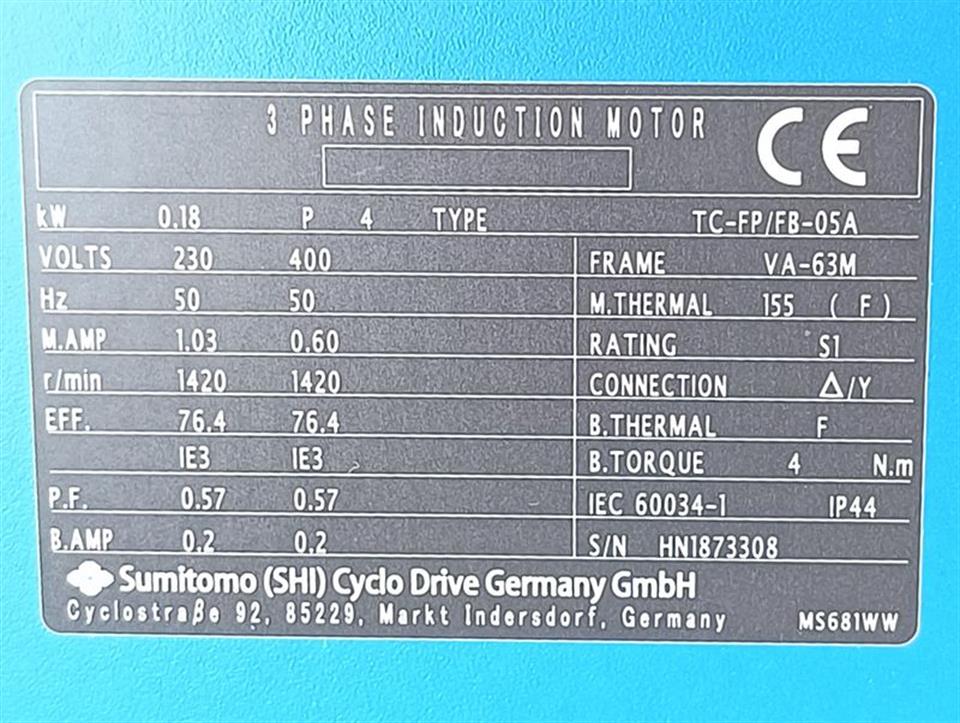 3 PHASE INDUCTION MOTOR CE
kW 0.18 P 4 TYPE TC-FP/FB-05A
VOLTS 230 400 FRAME VA-63M
Hz 50 50 M.THERMAL 155 ( F )
M.AMP 1.03 0.60 RATING S1
r/min 1420 1420 CONNECTION Δ/Y
EFF. 76.4 76.4 B.THERMAL F
IE3 IE3 B.TORQUE 4 N.m
P.F. 0.57 0.57 IEC 60034-1 IP44
B.AMP 0.2 0.2 S/N HN1873308
Sumitomo (SHI) Cyclo Drive Germany GmbH
Cyclostraße 92, 85229, Markt Indersdorf, Germany MS681WW